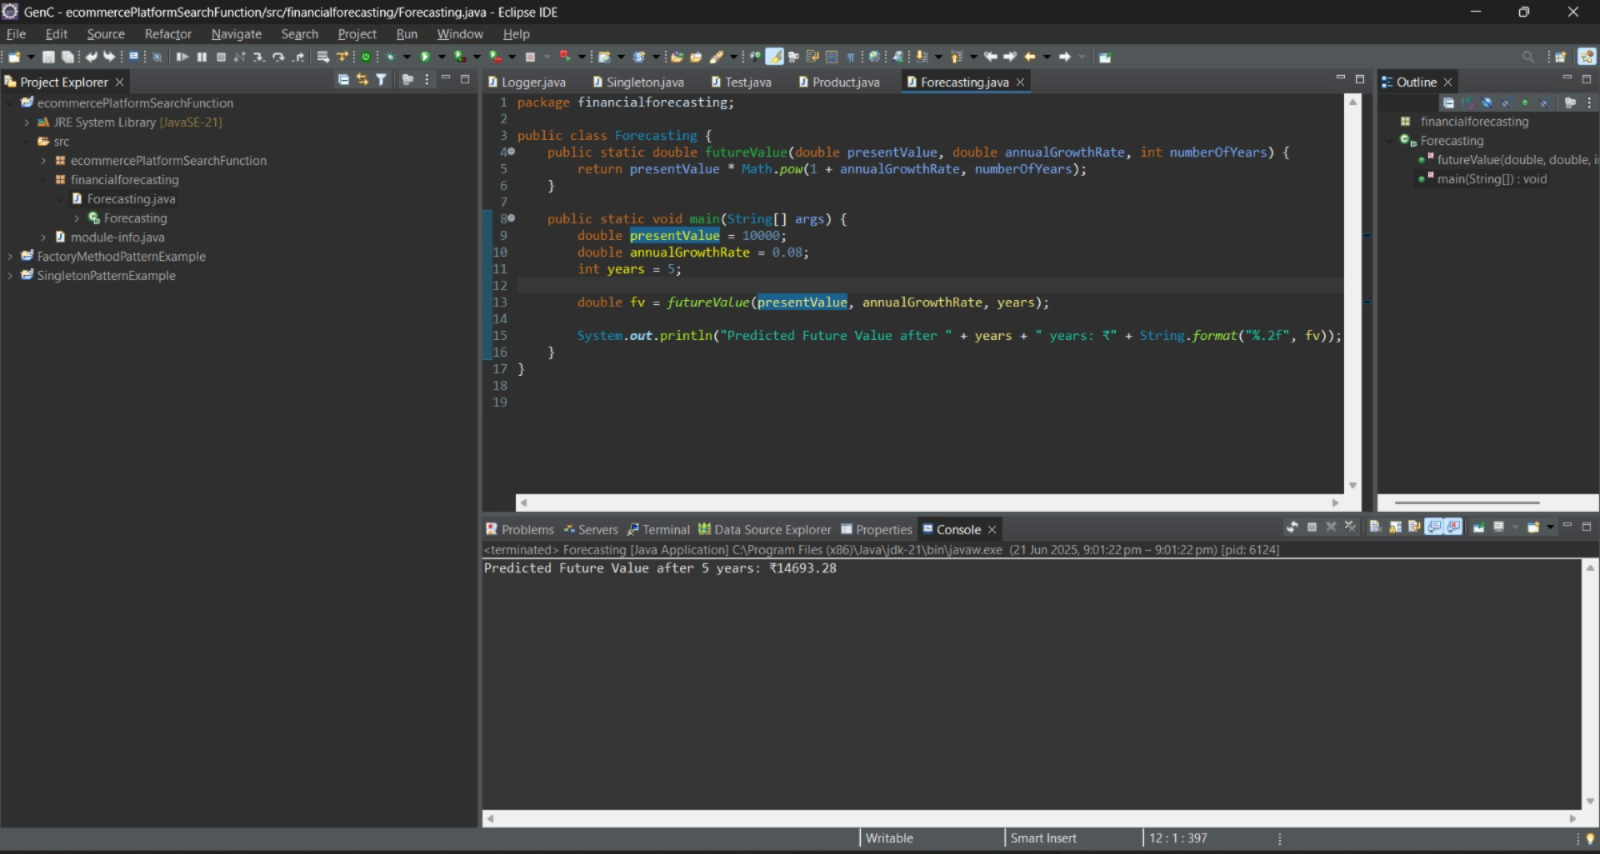 GenC - ecommercePlatformSearchFunction/src/financialforecasting/Forecasting.java - Eclipse IDE
File Edit Source Refactor Navigate Search Project Run Window Help
Project Explorer
ecommercePlatformSearchFunction
JRE System Library [JavaSE-21]
src
ecommercePlatformSearchFunction
financialforecasting
Forecasting.java
Forecasting
module-info.java
FactoryMethodPatternExample
SingletonPatternExample
Logger.java Singleton.java Test.java Product.java Forecasting.java
1 package financialforecasting;
2
3 public class Forecasting {
4 public static double futureValue(double presentValue, double annualGrowthRate, int numberOfYears) {
5 return presentValue * Math.pow(1 + annualGrowthRate, numberOfYears);
6 }
7
8 public static void main(String[] args) {
9 double presentValue = 10000;
10 double annualGrowthRate = 0.08;
11 int years = 5;
12
13 double fv = futureValue(presentValue, annualGrowthRate, years);
14
15 System.out.println("Predicted Future Value after " + years + " years: ₹" + String.format("%.2f", fv));
16 }
17 }
18
19
Outline
financialforecasting
Forecasting
futureValue(double, double, i
main(String[]) : void
Problems Servers Terminal Data Source Explorer Properties Console
<terminated> Forecasting [Java Application] C:\Program Files (x86)\Java\jdk-21\bin\javaw.exe (21 Jun 2025, 9:01:22 pm – 9:01:22 pm) [pid: 6124]
Predicted Future Value after 5 years: ₹14693.28
Writable Smart Insert 12 : 1 : 397